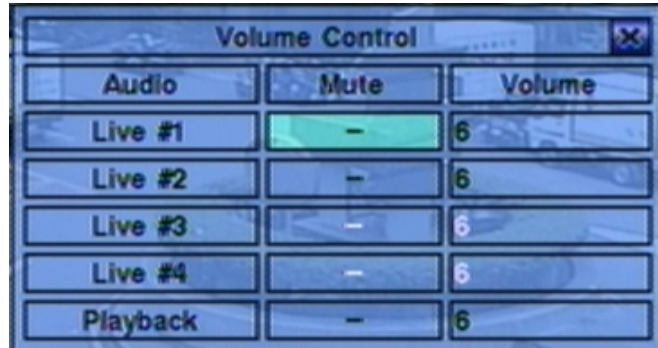 Volume Control
Audio Mute Volume
Live #1 – 6
Live #2 – 6
Live #3 – 6
Live #4 – 6
Playback – 6